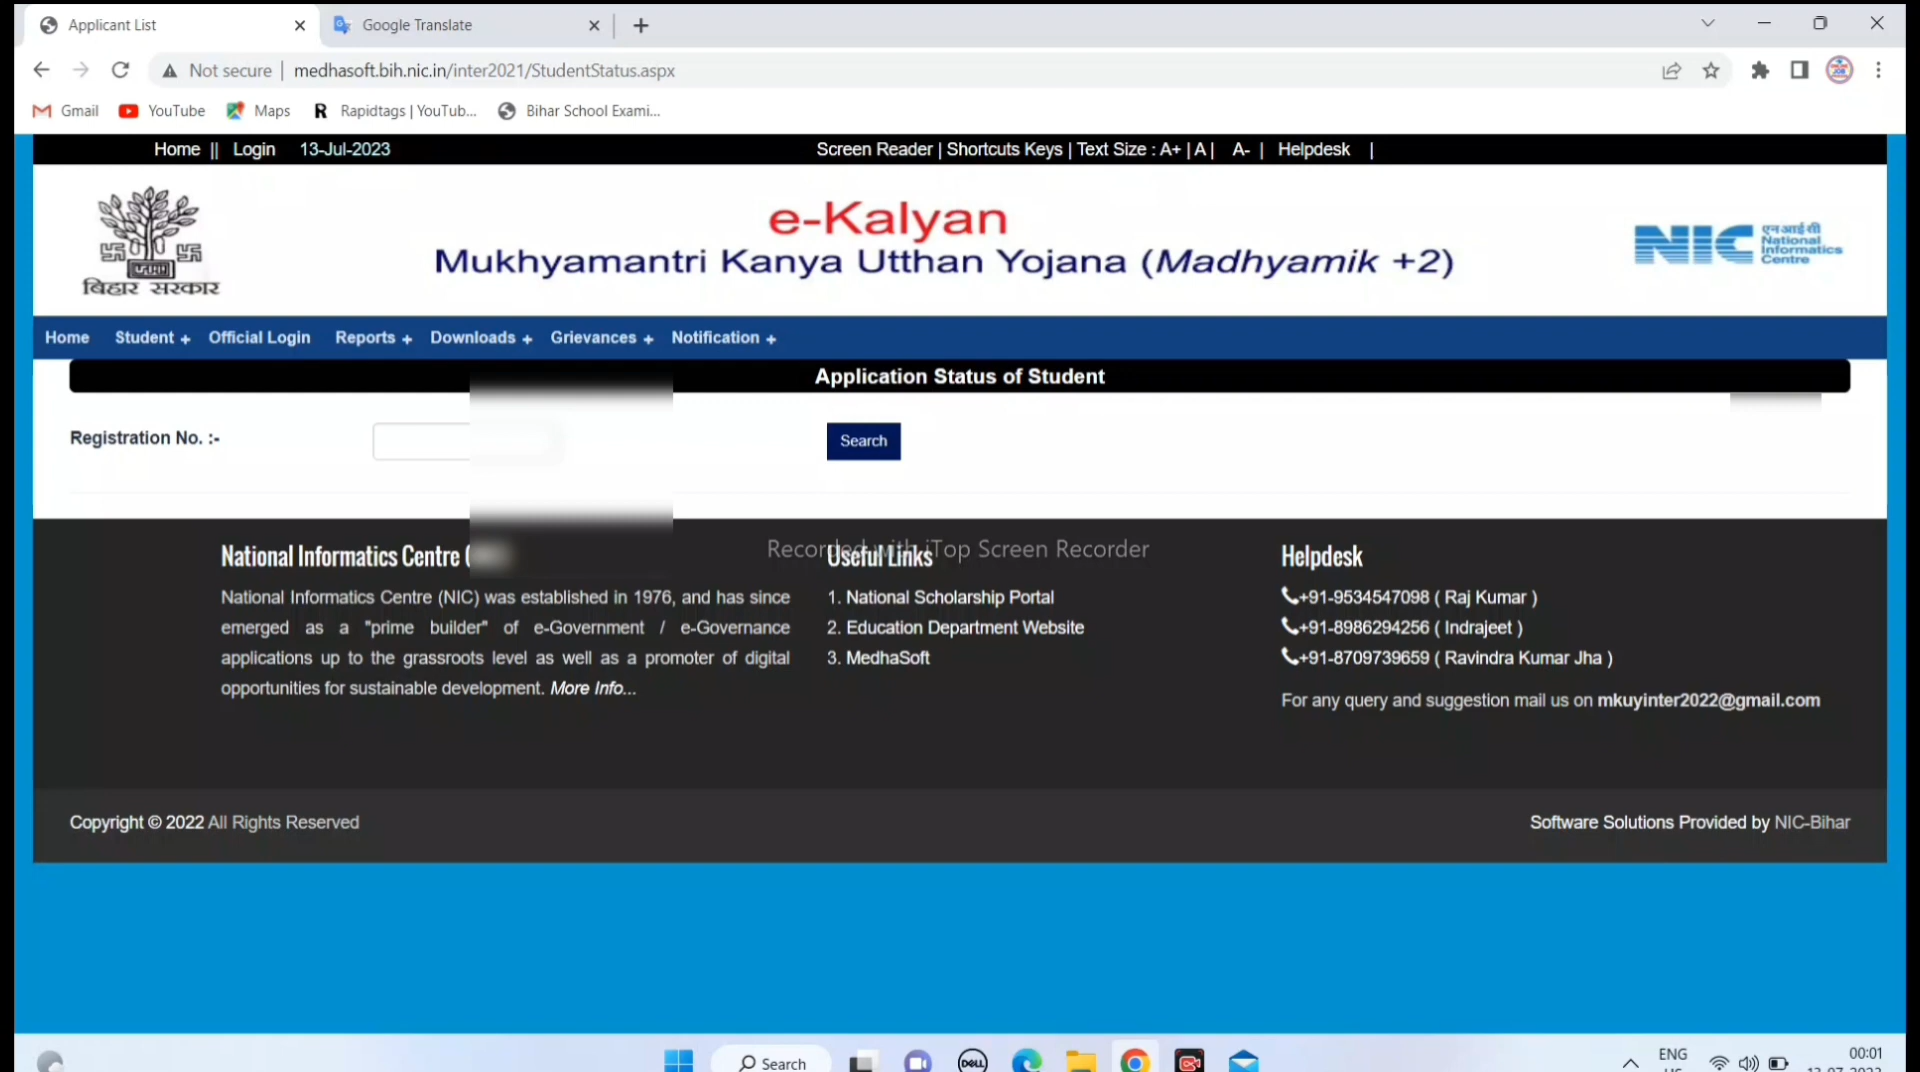 Applicant List
Google Translate
Not secure | medhasoft.bih.nic.in/inter2021/StudentStatus.aspx
Gmail YouTube Maps R Rapidtags | YouTub... Bihar School Exami...
Home || Login 13-Jul-2023 Screen Reader | Shortcuts Keys | Text Size : A+ | A | A- | Helpdesk |
e-Kalyan
Mukhyamantri Kanya Utthan Yojana (Madhyamik +2)
बिहार सरकार
NIC एनआईसी
National
Informatics
Centre
Home Student + Official Login Reports + Downloads + Grievances + Notification +
Application Status of Student
Registration No. :- Search
Recorded with iTop Screen Recorder
National Informatics Centre (
National Informatics Centre (NIC) was established in 1976, and has since
emerged as a "prime builder" of e-Government / e-Governance
applications up to the grassroots level as well as a promoter of digital
opportunities for sustainable development. More Info...
Useful Links
1. National Scholarship Portal
2. Education Department Website
3. MedhaSoft
Helpdesk
+91-9534547098 ( Raj Kumar )
+91-8986294256 ( Indrajeet )
+91-8709739659 ( Ravindra Kumar Jha )
For any query and suggestion mail us on mkuyinter2022@gmail.com
Copyright © 2022 All Rights Reserved Software Solutions Provided by NIC-Bihar
Search DELL ENG 00:01